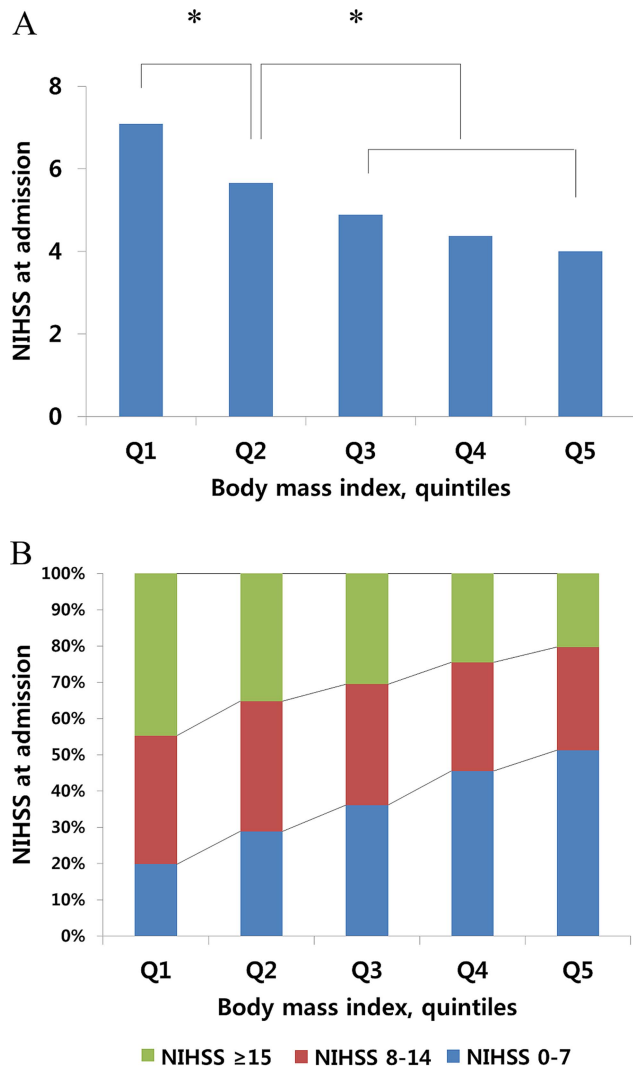 A
* *
NIHSS at admission
8
6
4
2
0
Q1 Q2 Q3 Q4 Q5
Body mass index, quintiles
B
NIHSS at admission
100%
90%
80%
70%
60%
50%
40%
30%
20%
10%
0%
Q1 Q2 Q3 Q4 Q5
Body mass index, quintiles
NIHSS ≥15 NIHSS 8-14 NIHSS 0-7